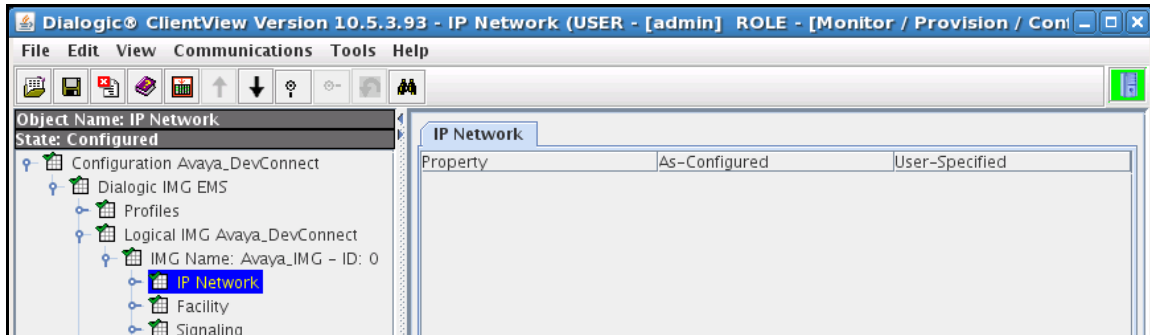 Dialogic® ClientView Version 10.5.3.93 - IP Network (USER - [admin] ROLE - [Monitor / Provision / Con
File Edit View Communications Tools Help
Object Name: IP Network
State: Configured
Configuration Avaya_DevConnect
Dialogic IMG EMS
Profiles
Logical IMG Avaya_DevConnect
IMG Name: Avaya_IMG - ID: 0
IP Network
Facility
Signaling
IP Network
Property As-Configured User-Specified